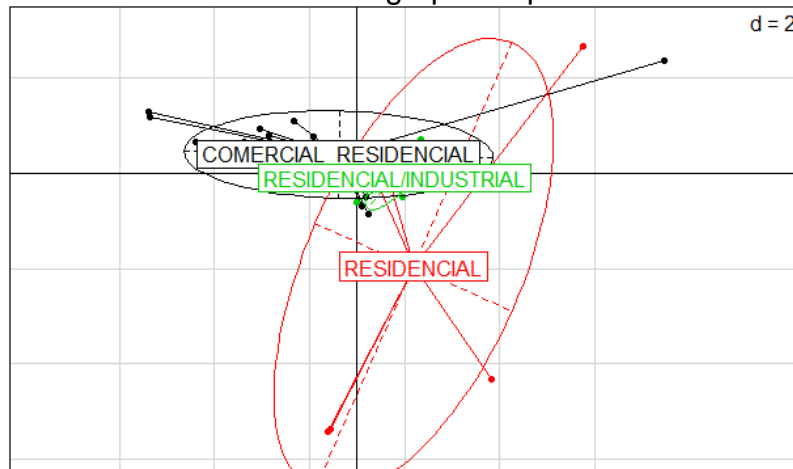 d = 2
COMERCIAL RESIDENCIAL
RESIDENCIAL/INDUSTRIAL
RESIDENCIAL